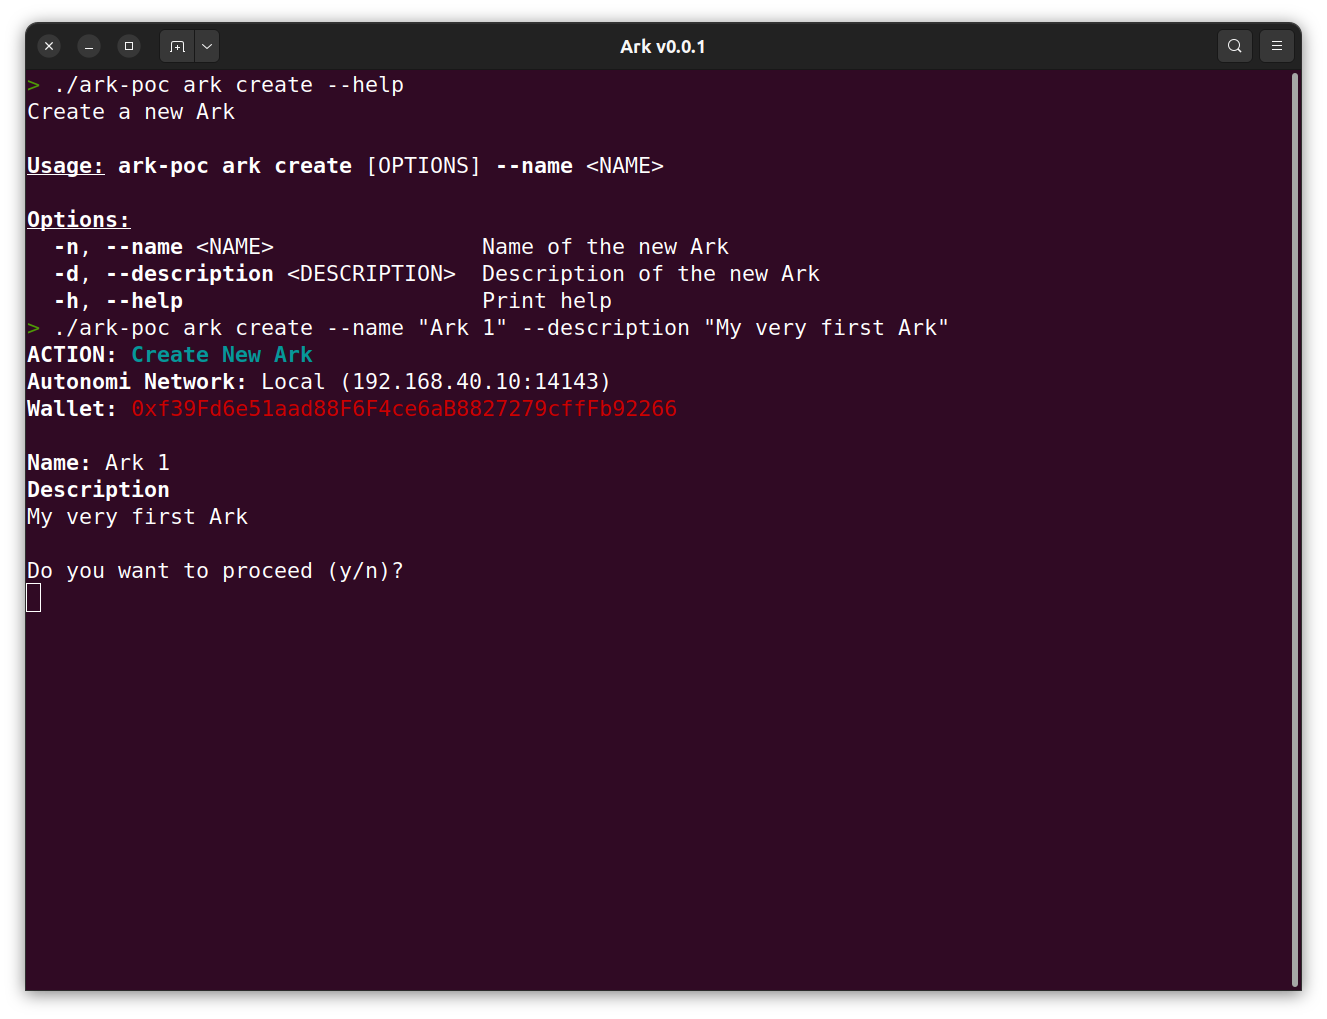 Ark v0.0.1
> ./ark-poc ark create --help
Create a new Ark
Usage: ark-poc ark create [OPTIONS] --name <NAME>
Options:
-n, --name <NAME> Name of the new Ark
-d, --description <DESCRIPTION> Description of the new Ark
-h, --help Print help
> ./ark-poc ark create --name "Ark 1" --description "My very first Ark"
ACTION: Create New Ark
Autonomi Network: Local (192.168.40.10:14143)
Wallet: 0xf39Fd6e51aad88F6F4ce6aB8827279cffFb92266
Name: Ark 1
Description
My very first Ark
Do you want to proceed (y/n)?